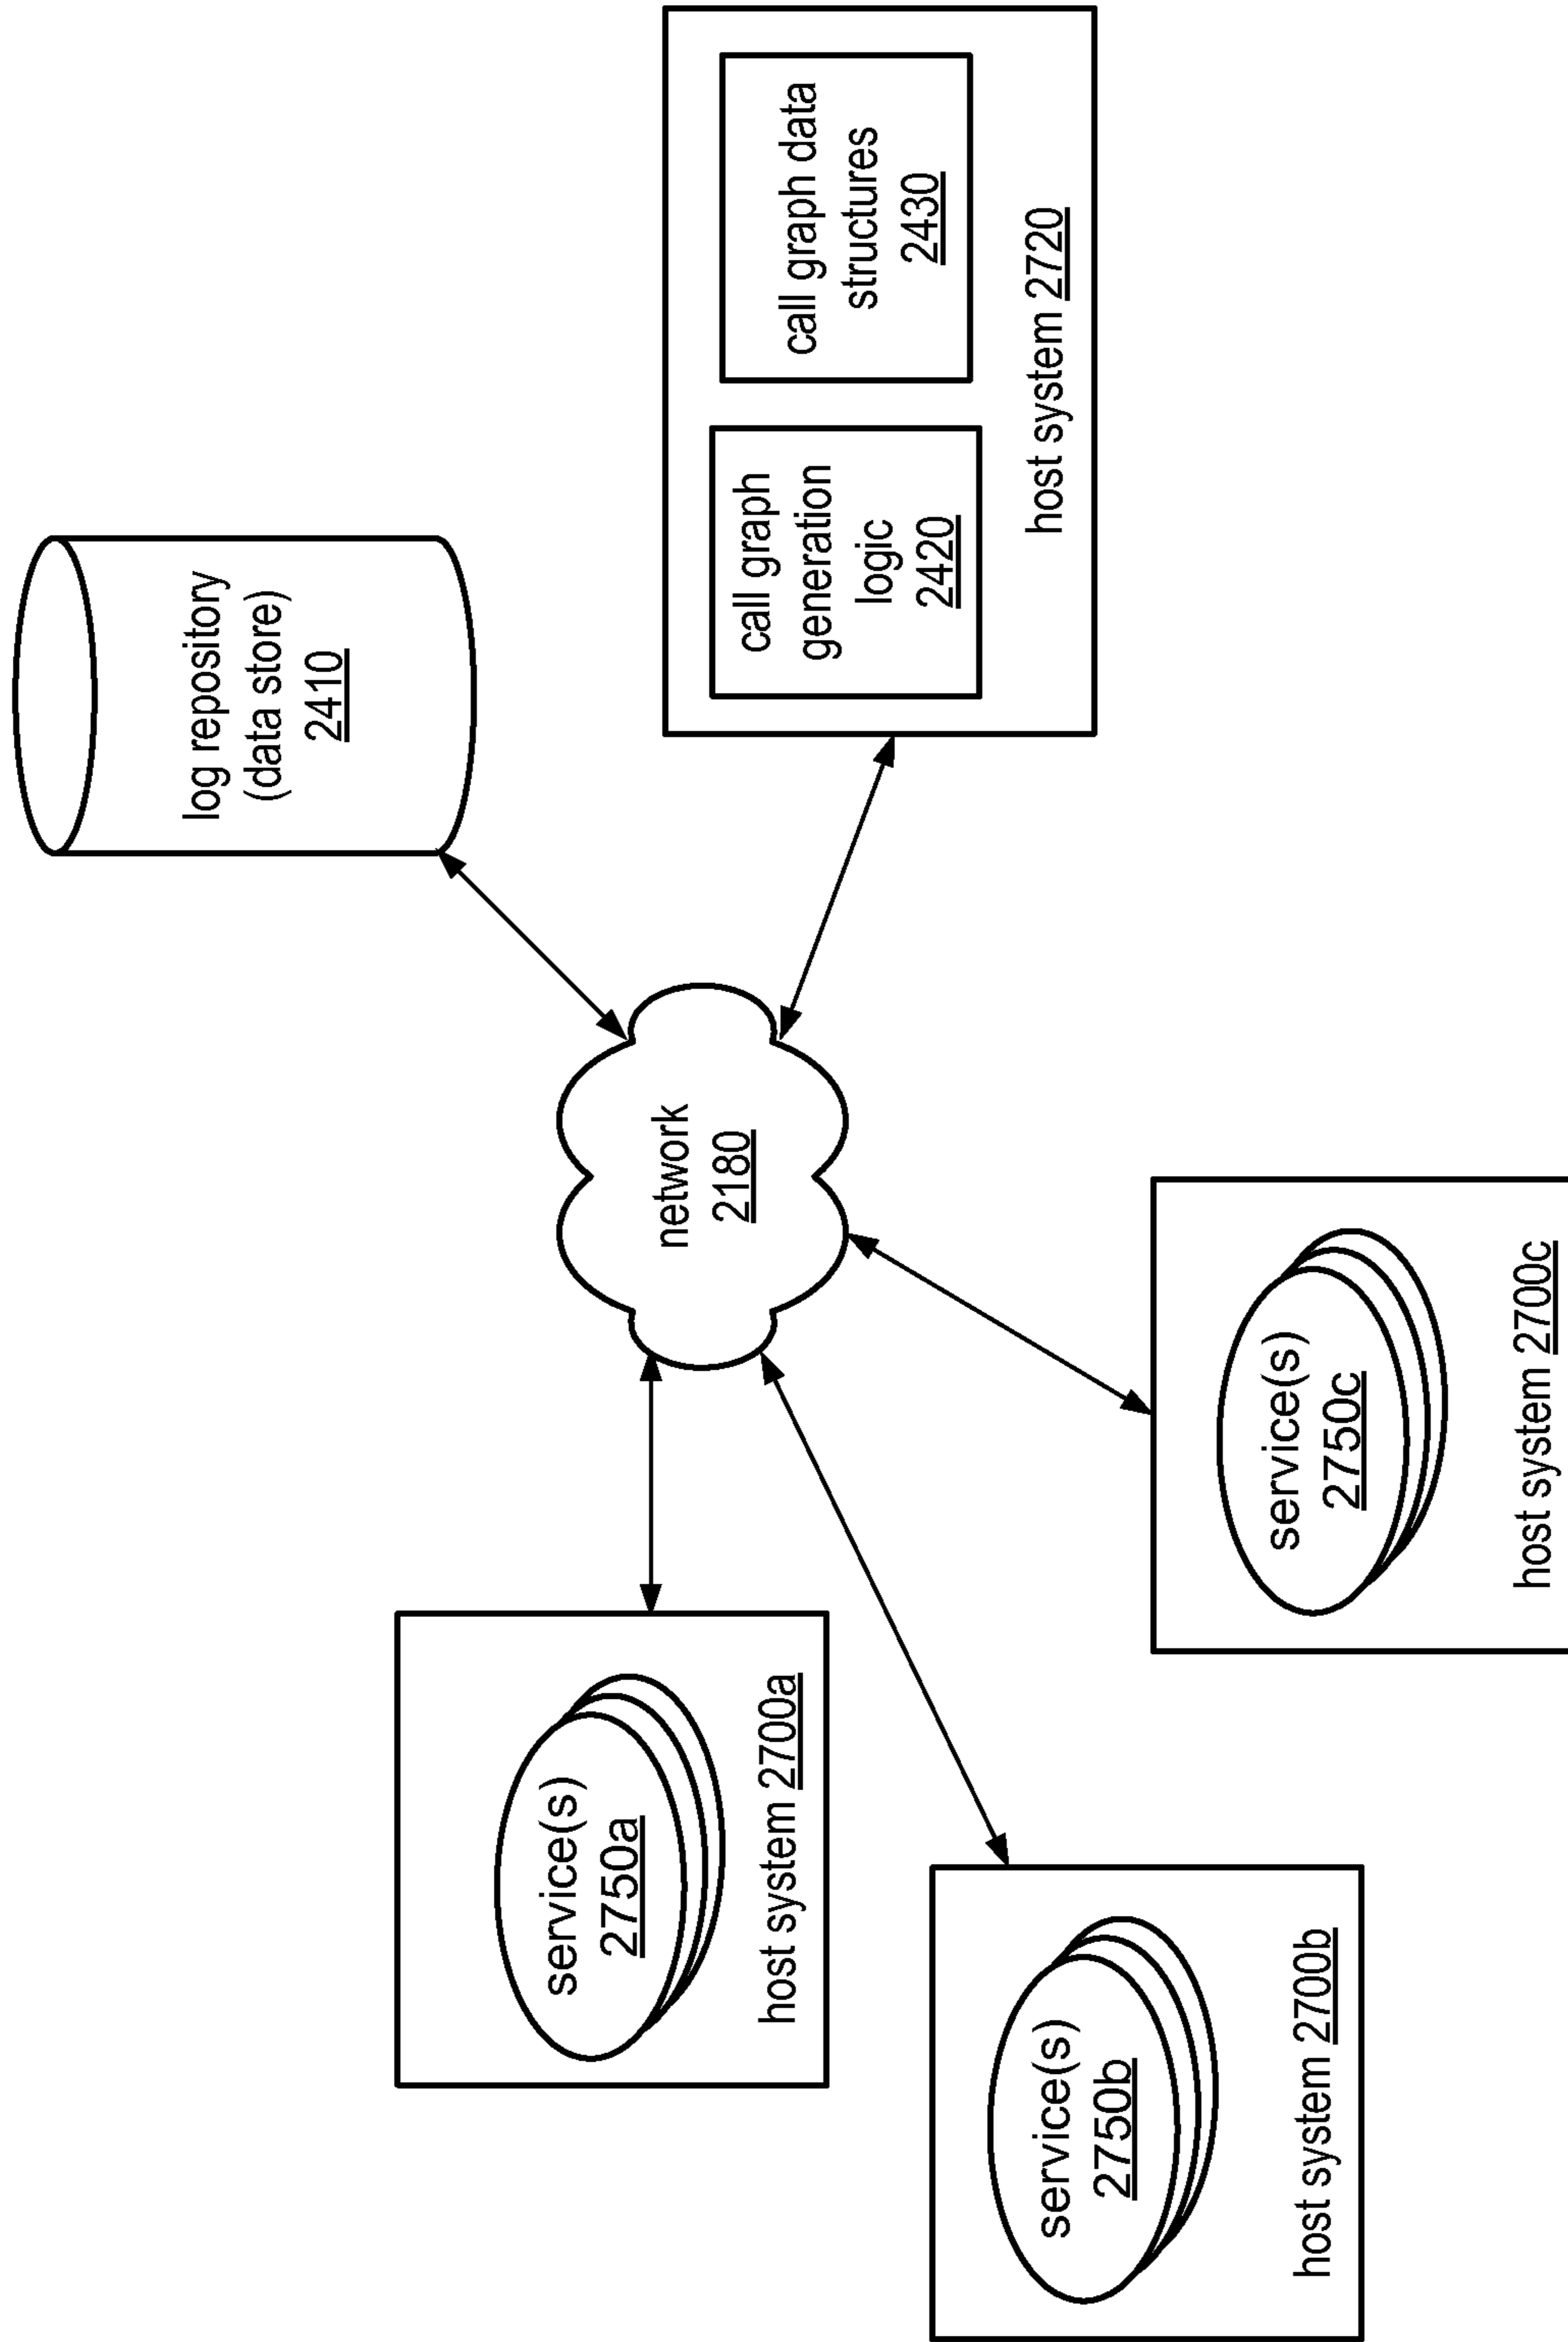 log repository
(data store)
2410
call graph
generation
logic
2420
call graph data
structures
2430
host system 2720
network
2180
service(s)
2750a
host system 2700a
service(s)
2750b
host system 2700b
service(s)
2750c
host system 2700c